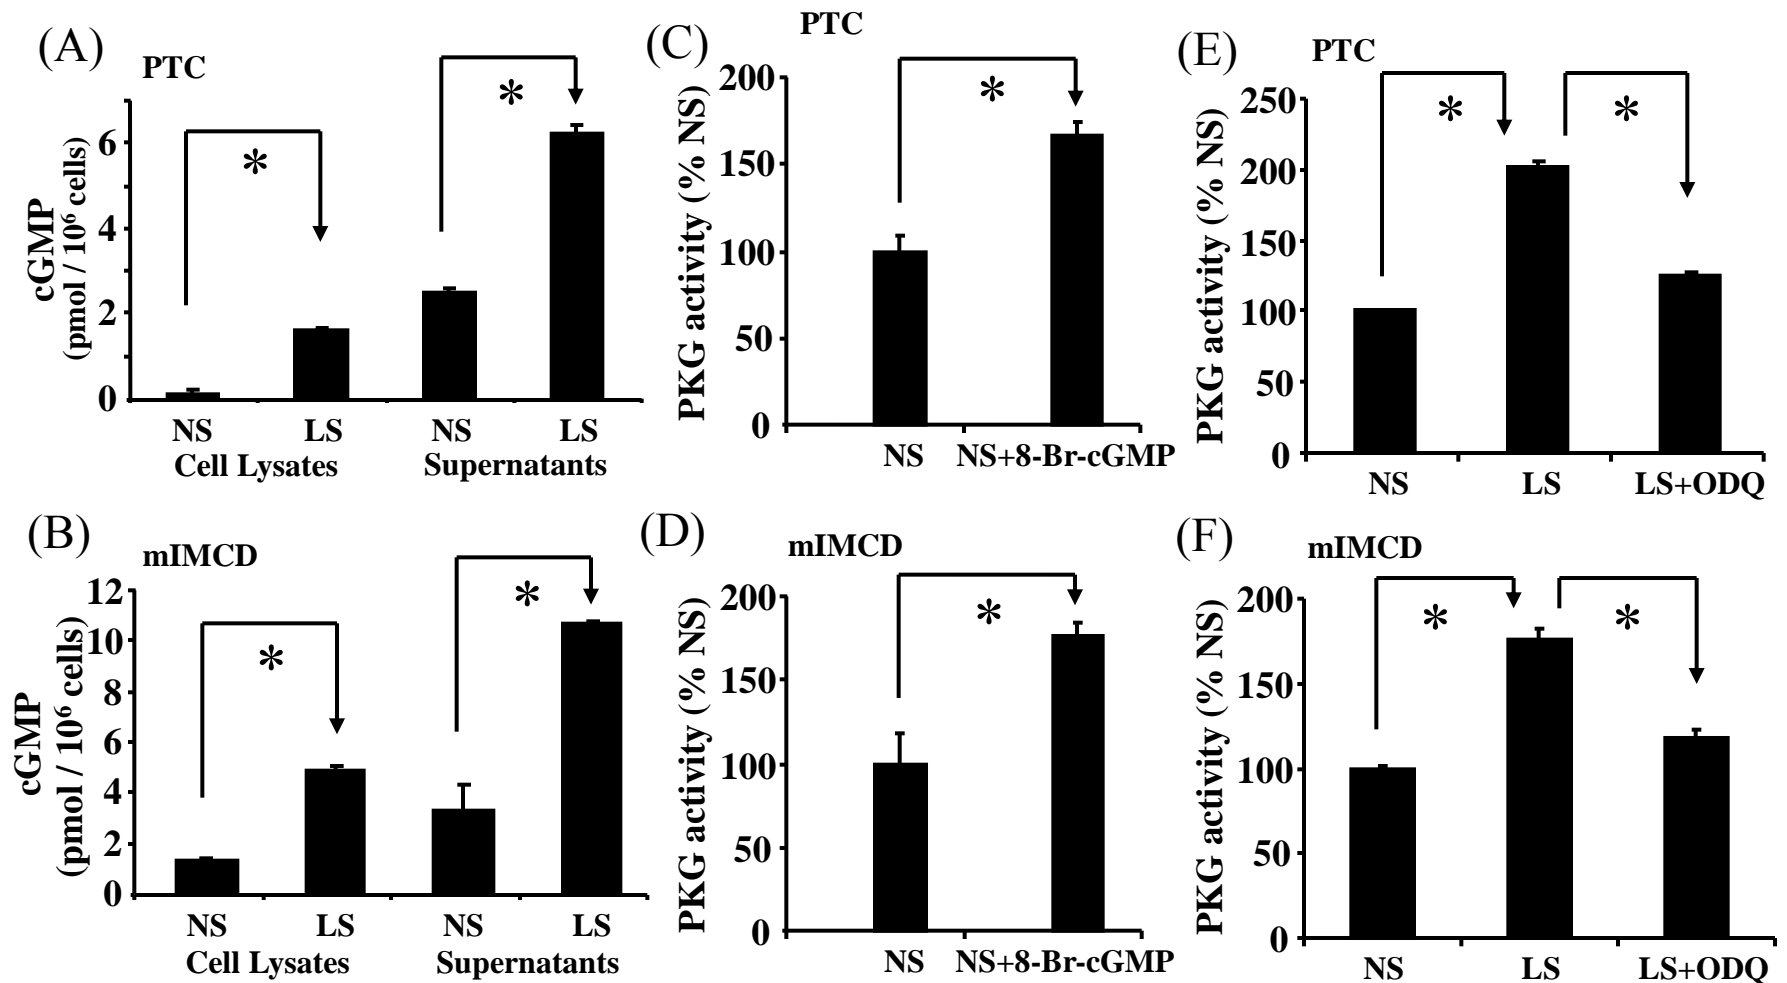 (A)
PTC
*
*
cGMP
(pmol / 10⁶ cells)
6
4
2
0
NS LS NS LS
Cell Lysates Supernatants
(B)
mIMCD
*
*
cGMP
(pmol / 10⁶ cells)
12
10
8
6
4
2
0
NS LS NS LS
Cell Lysates Supernatants
(C)
PTC
*
PKG activity (% NS)
200
150
100
50
0
NS NS+8-Br-cGMP
(D)
mIMCD
*
PKG activity (% NS)
200
150
100
50
0
NS NS+8-Br-cGMP
(E)
PTC
* *
PKG activity (% NS)
250
200
150
100
50
0
NS LS LS+ODQ
(F)
mIMCD
* *
PKG activity (% NS)
200
150
100
50
0
NS LS LS+ODQ